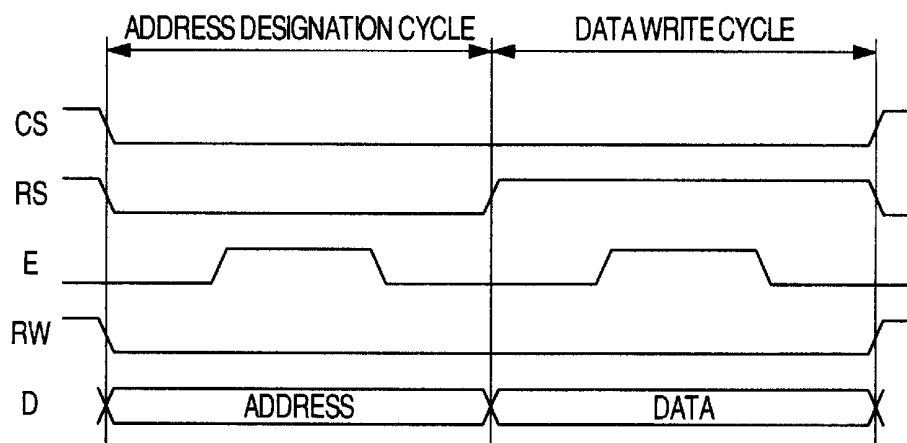 ADDRESS DESIGNATION CYCLE DATA WRITE CYCLE
CS
RS
E
RW
D ADDRESS DATA